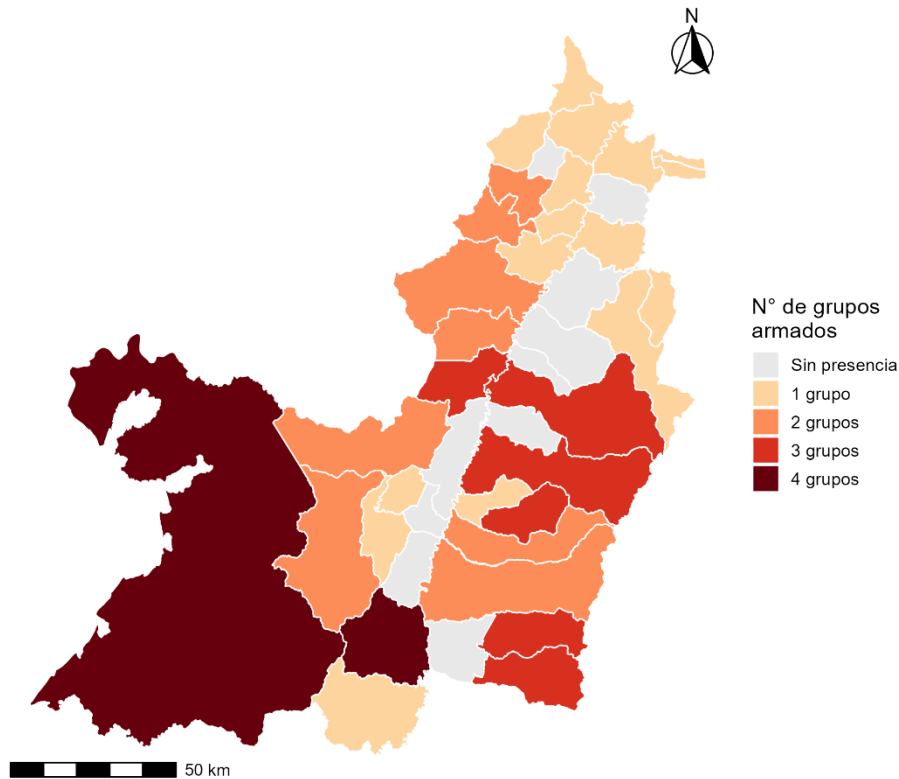 N
N° de grupos
armados
Sin presencia
1 grupo
2 grupos
3 grupos
4 grupos
50 km